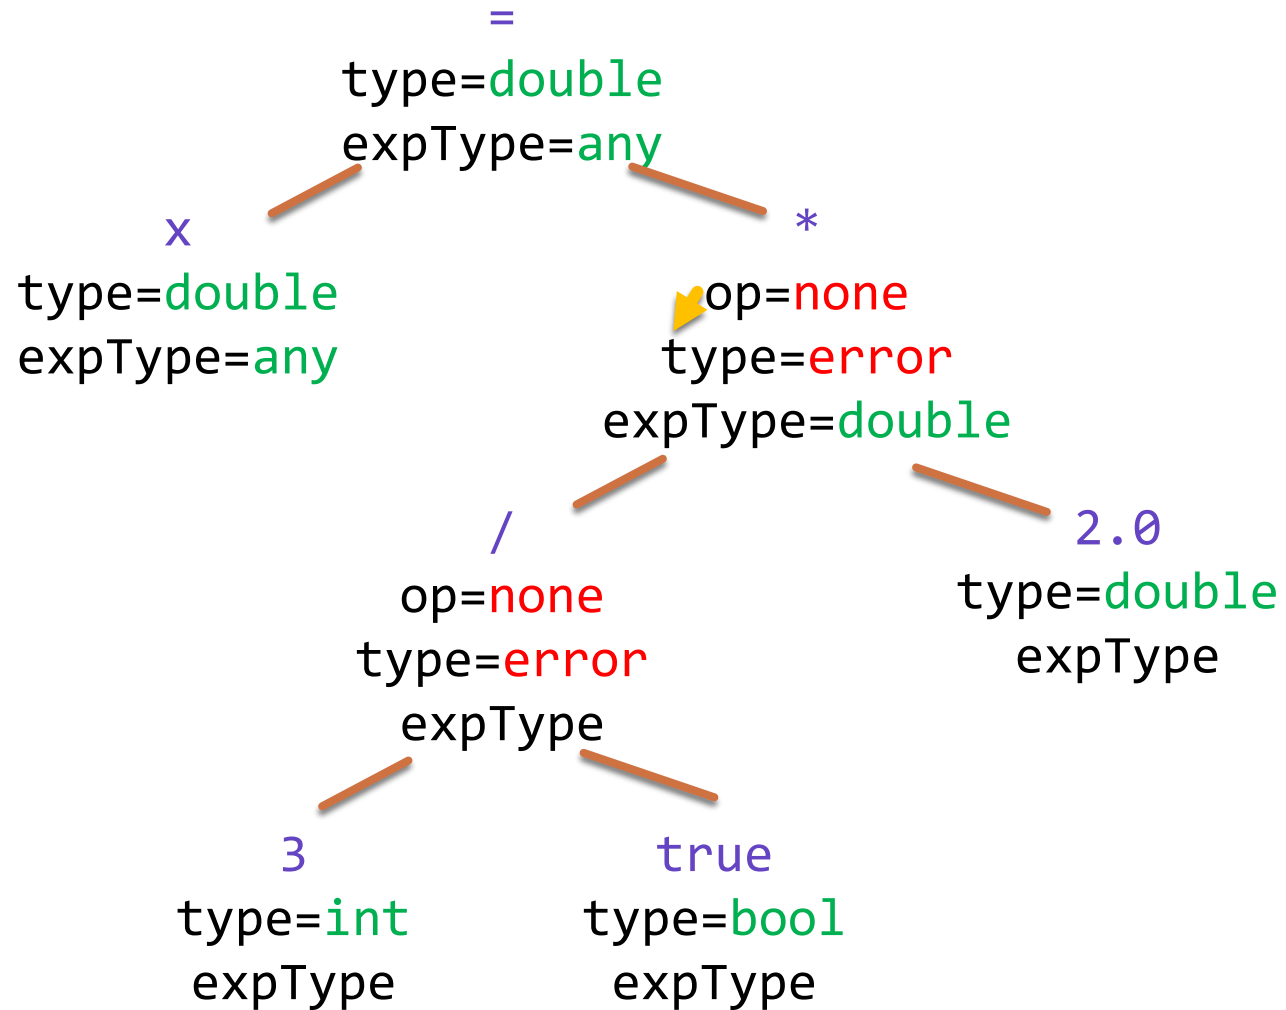 =
type=double
expType=any
x
type=double
expType=any
*
op=none
type=error
expType=double
/
op=none
type=error
expType
2.0
type=double
expType
3
type=int
expType
true
type=bool
expType